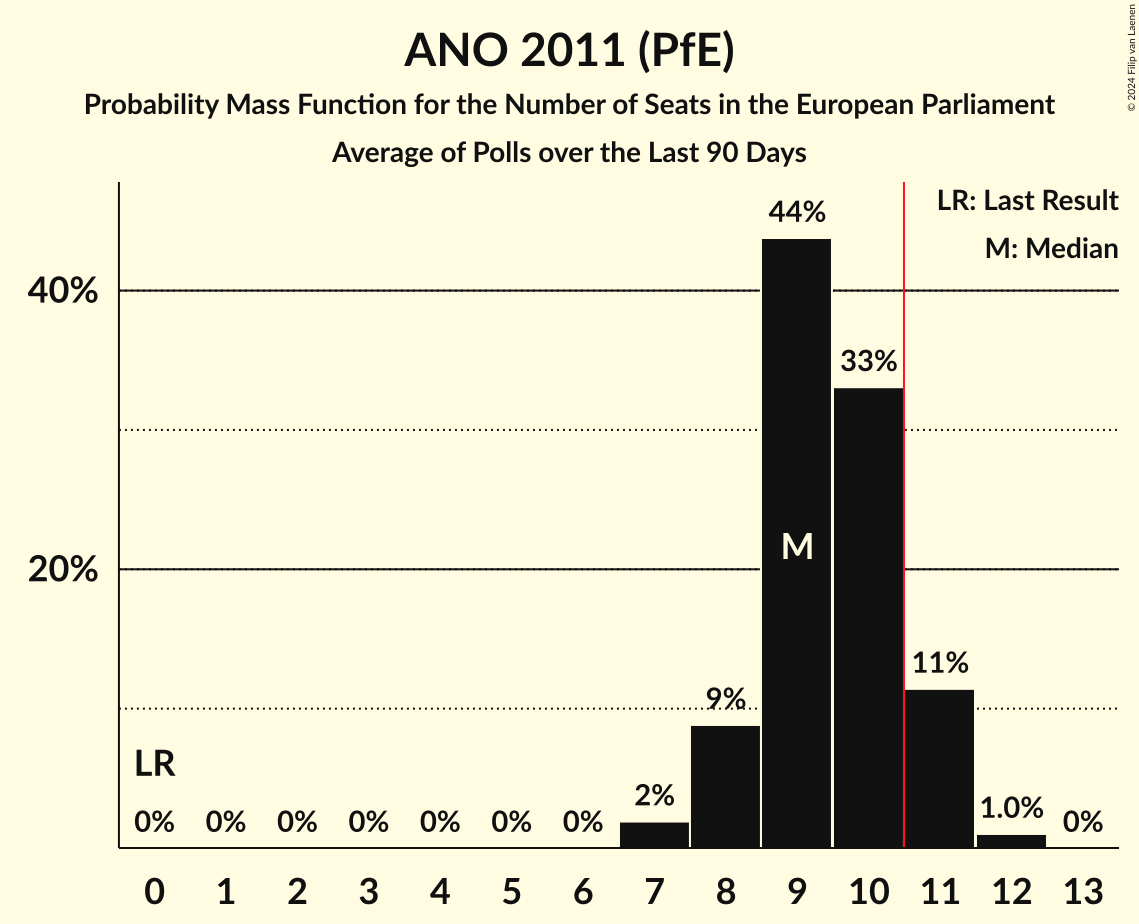 ANO 2011 (PfE)
Probability Mass Function for the Number of Seats in the European Parliament
Average of Polls over the Last 90 Days
© 2024 Filip van Laenen
LR: Last Result
M: Median
44%
40%
33%
M
20%
11%
9%
LR
2%
1.0%
0% 0% 0% 0% 0% 0% 0% 0%
0 1 2 3 4 5 6 7 8 9 10 11 12 13